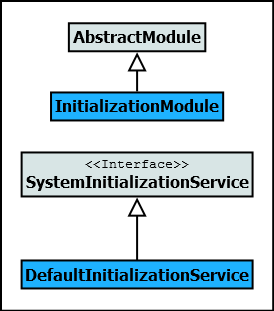 AbstractModule
InitializationModule
<<Interface>>
SystemInitializationService
DefaultInitializationService